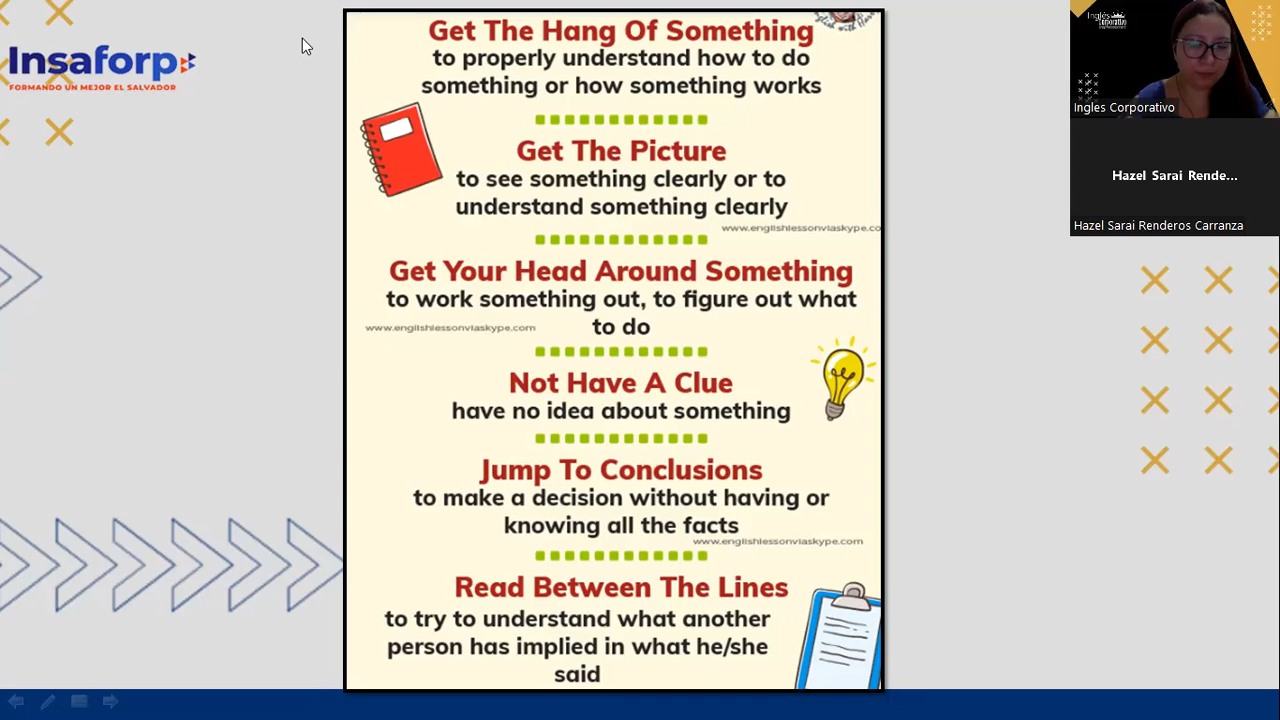 Insaforp
FORMANDO UN MEJOR EL SALVADOR
Get The Hang Of Something
to properly understand how to do
something or how something works
Get The Picture
to see something clearly or to
understand something clearly
www.englishlessonviaskype.co
Get Your Head Around Something
to work something out, to figure out what
to do
www.englishlessonviaskype.com
Not Have A Clue
have no idea about something
Jump To Conclusions
to make a decision without having or
knowing all the facts
www.englishlessonviaskype.com
Read Between The Lines
to try to understand what another
person has implied in what he/she
said
Inglés
Corporativo
Ingles Corporativo
Hazel Sarai Rende...
Hazel Sarai Renderos Carranza